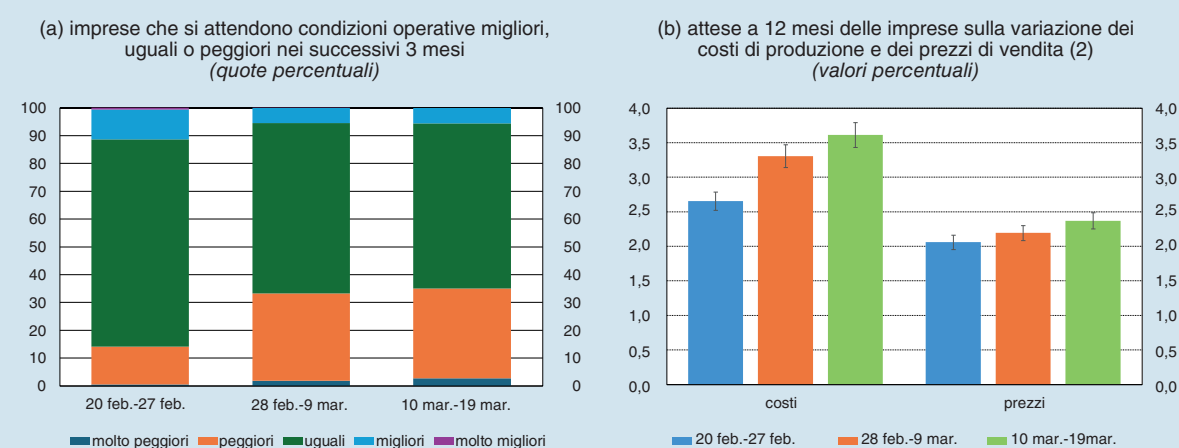 (a) imprese che si attendono condizioni operative migliori,
uguali o peggiori nei successivi 3 mesi
(quote percentuali)
100 100
90 90
80 80
70 70
60 60
50 50
40 40
30 30
20 20
10 10
0 0
20 feb.-27 feb. 28 feb.-9 mar. 10 mar.-19 mar.
molto peggiori peggiori uguali migliori molto migliori
(b) attese a 12 mesi delle imprese sulla variazione dei
costi di produzione e dei prezzi di vendita (2)
(valori percentuali)
4,0 4,0
3,5 3,5
3,0 3,0
2,5 2,5
2,0 2,0
1,5 1,5
1,0 1,0
0,5 0,5
0,0 0,0
costi prezzi
20 feb.-27 feb. 28 feb.-9 mar. 10 mar.-19mar.